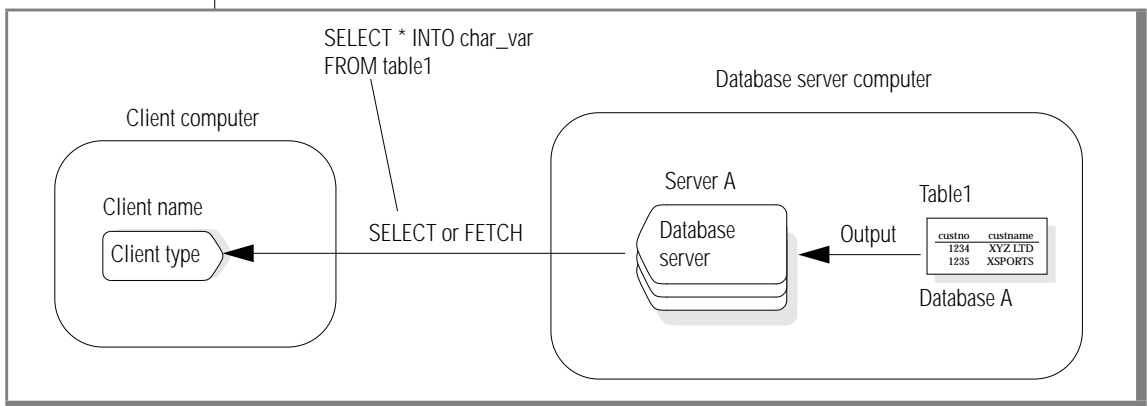 SELECT * INTO char_var
FROM table1
Database server computer
Client computer
Server A
Table1
Client name
Client type
SELECT or FETCH
Database
server
Output
custno custname
1234 XYZ LTD
1235 XSPORTS
Database A